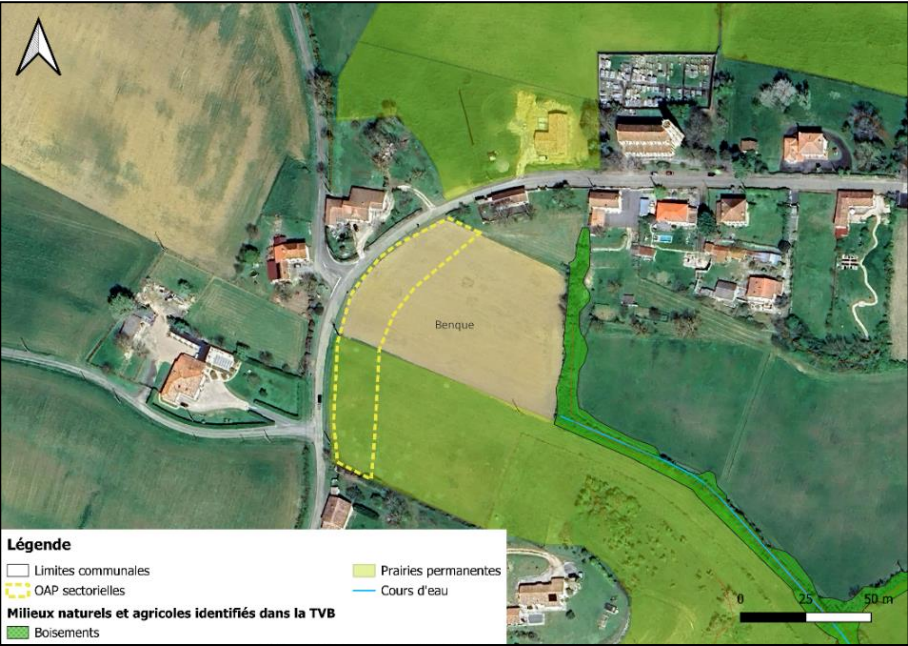 Benque
Légende
Limites communales
OAP sectorielles
Milieux naturels et agricoles identifiés dans la TVB
Boisements
Prairies permanentes
Cours d'eau
0 25 50 m